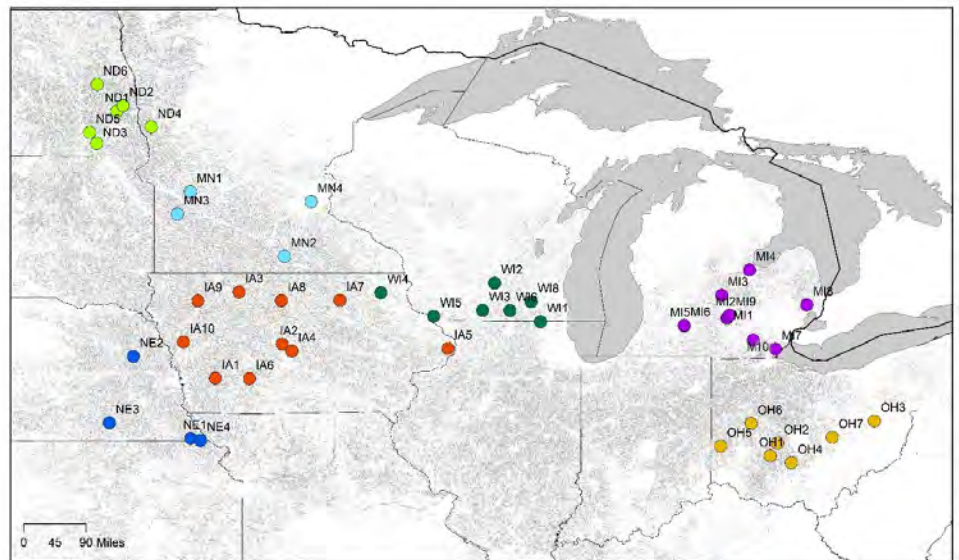 ND6
ND1
ND2
ND5
ND4
ND3
MN1
MN4
MN3
MN2
MI4
IA3
IA8
IA7
WI4
WI2
MI3
IA9
WI8
MI8
WI5
WI3
WI6
WI1
MI2
MI9
MI5
MI6
MI1
IA10
IA2
IA4
IA5
MI7
NE2
IA1
IA6
NE3
OH6
OH3
NE1
NE4
OH5
OH2
OH7
OH1
OH4
0 45 90 Miles